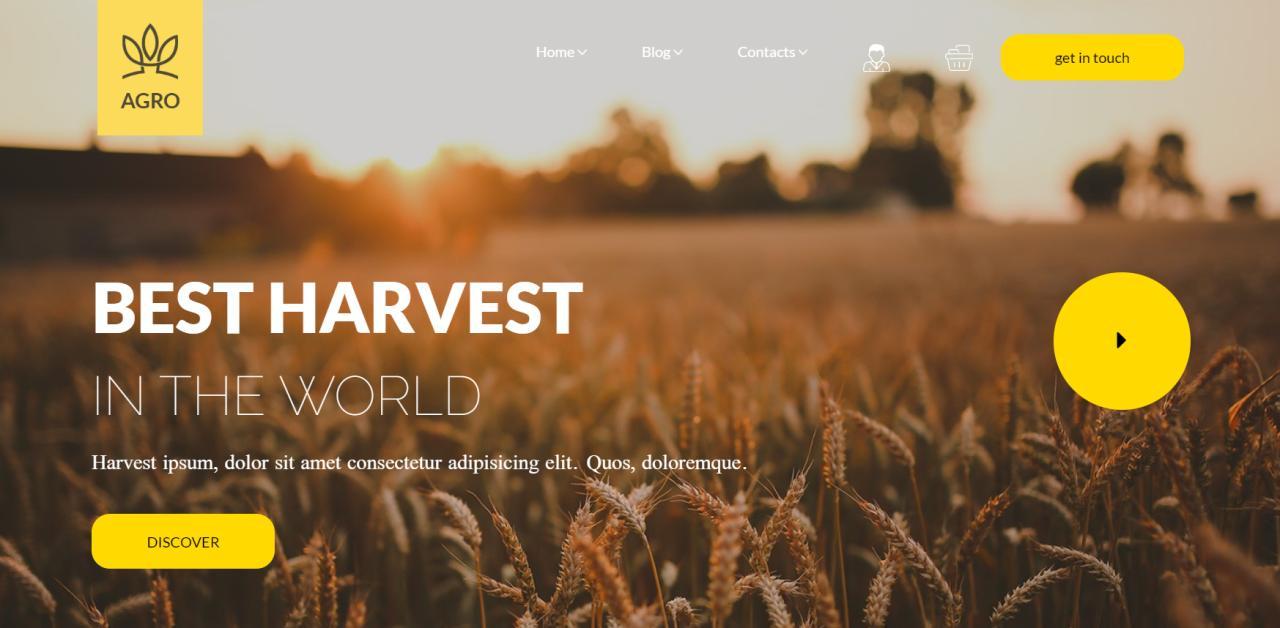 AGRO
Home
Blog
Contacts
get in touch
BEST HARVEST
IN THE WORLD
Harvest ipsum, dolor sit amet consectetur adipisicing elit. Quos, doloremque.
DISCOVER